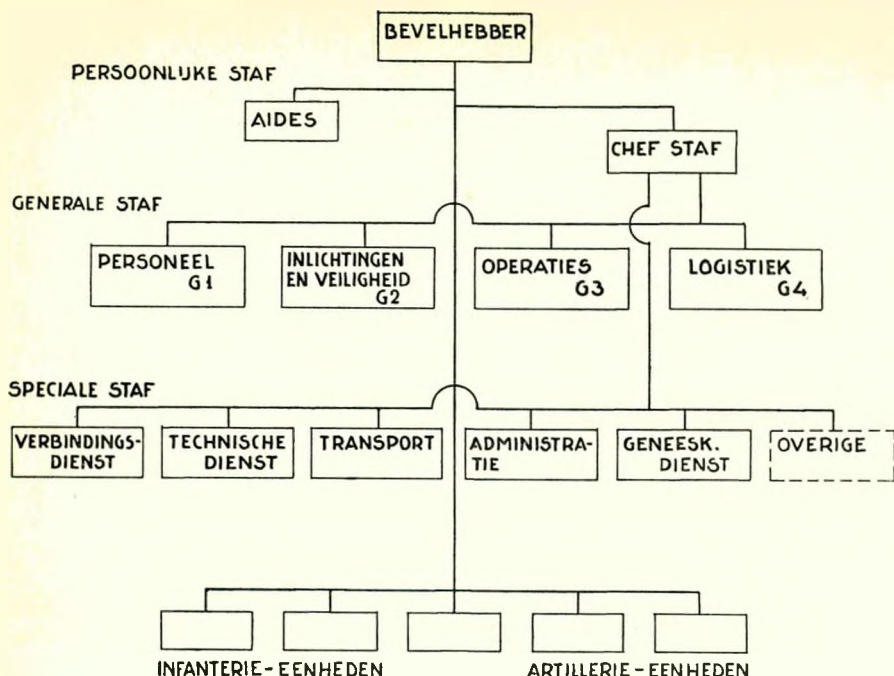 BEVELHEBBER
PERSOONLIJKE STAF
AIDES
CHEF STAF
GENERALE STAF
PERSONEEL
G1
INLICHTINGEN
EN VEILIGHEID
G2
OPERATIES
G3
LOGISTIEK
G4
SPECIALE STAF
VERBINDINGS-
DIENST
TECHNISCHE
DIENST
TRANSPORT
ADMINISTRA-
TIE
GENEESK.
DIENST
OVERIGE
INFANTERIE-EENHEDEN
ARTILLERIE-EENHEDEN